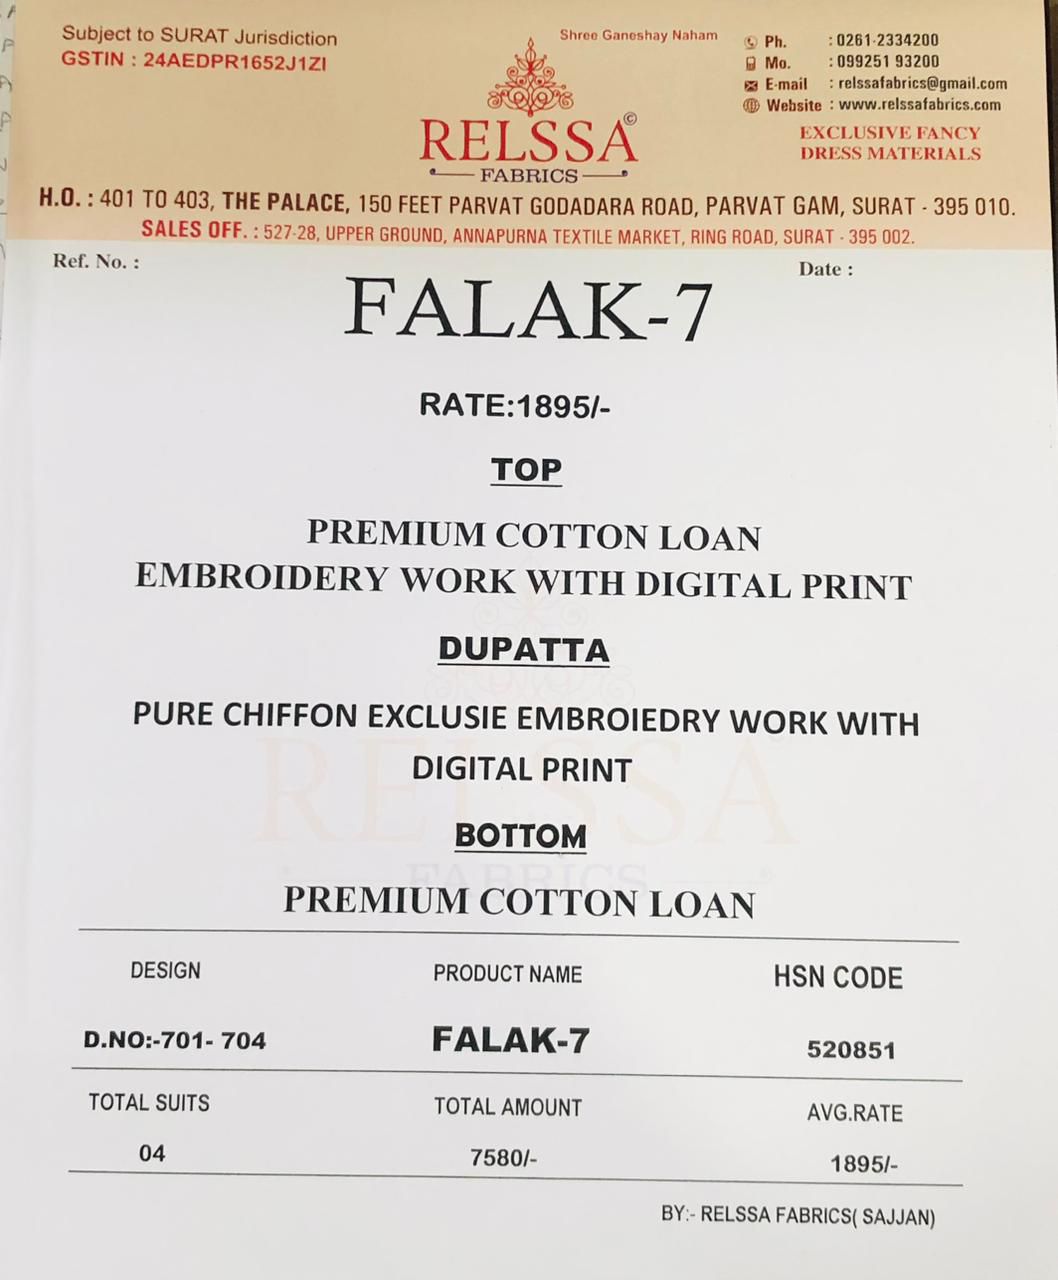 Subject to SURAT Jurisdiction
GSTIN : 24AEDPR1652J1ZI
Shree Ganeshay Naham
Ph. : 0261-2334200
Mo. : 099251 93200
E-mail : relssafabrics@gmail.com
Website : www.relssafabrics.com
RELSSA©
FABRICS
EXCLUSIVE FANCY
DRESS MATERIALS
H.O. : 401 TO 403, THE PALACE, 150 FEET PARVAT GODADARA ROAD, PARVAT GAM, SURAT - 395 010.
SALES OFF. : 527-28, UPPER GROUND, ANNAPURNA TEXTILE MARKET, RING ROAD, SURAT - 395 002.
Ref. No. :
Date :
FALAK-7
RATE:1895/-
TOP
PREMIUM COTTON LOAN
EMBROIDERY WORK WITH DIGITAL PRINT
DUPATTA
PURE CHIFFON EXCLUSIE EMBROIEDRY WORK WITH
DIGITAL PRINT
RELSSA
BOTTOM
FABRICS
PREMIUM COTTON LOAN
DESIGN PRODUCT NAME HSN CODE
D.NO:-701- 704 FALAK-7 520851
TOTAL SUITS TOTAL AMOUNT AVG.RATE
04 7580/- 1895/-
BY:- RELSSA FABRICS( SAJJAN)